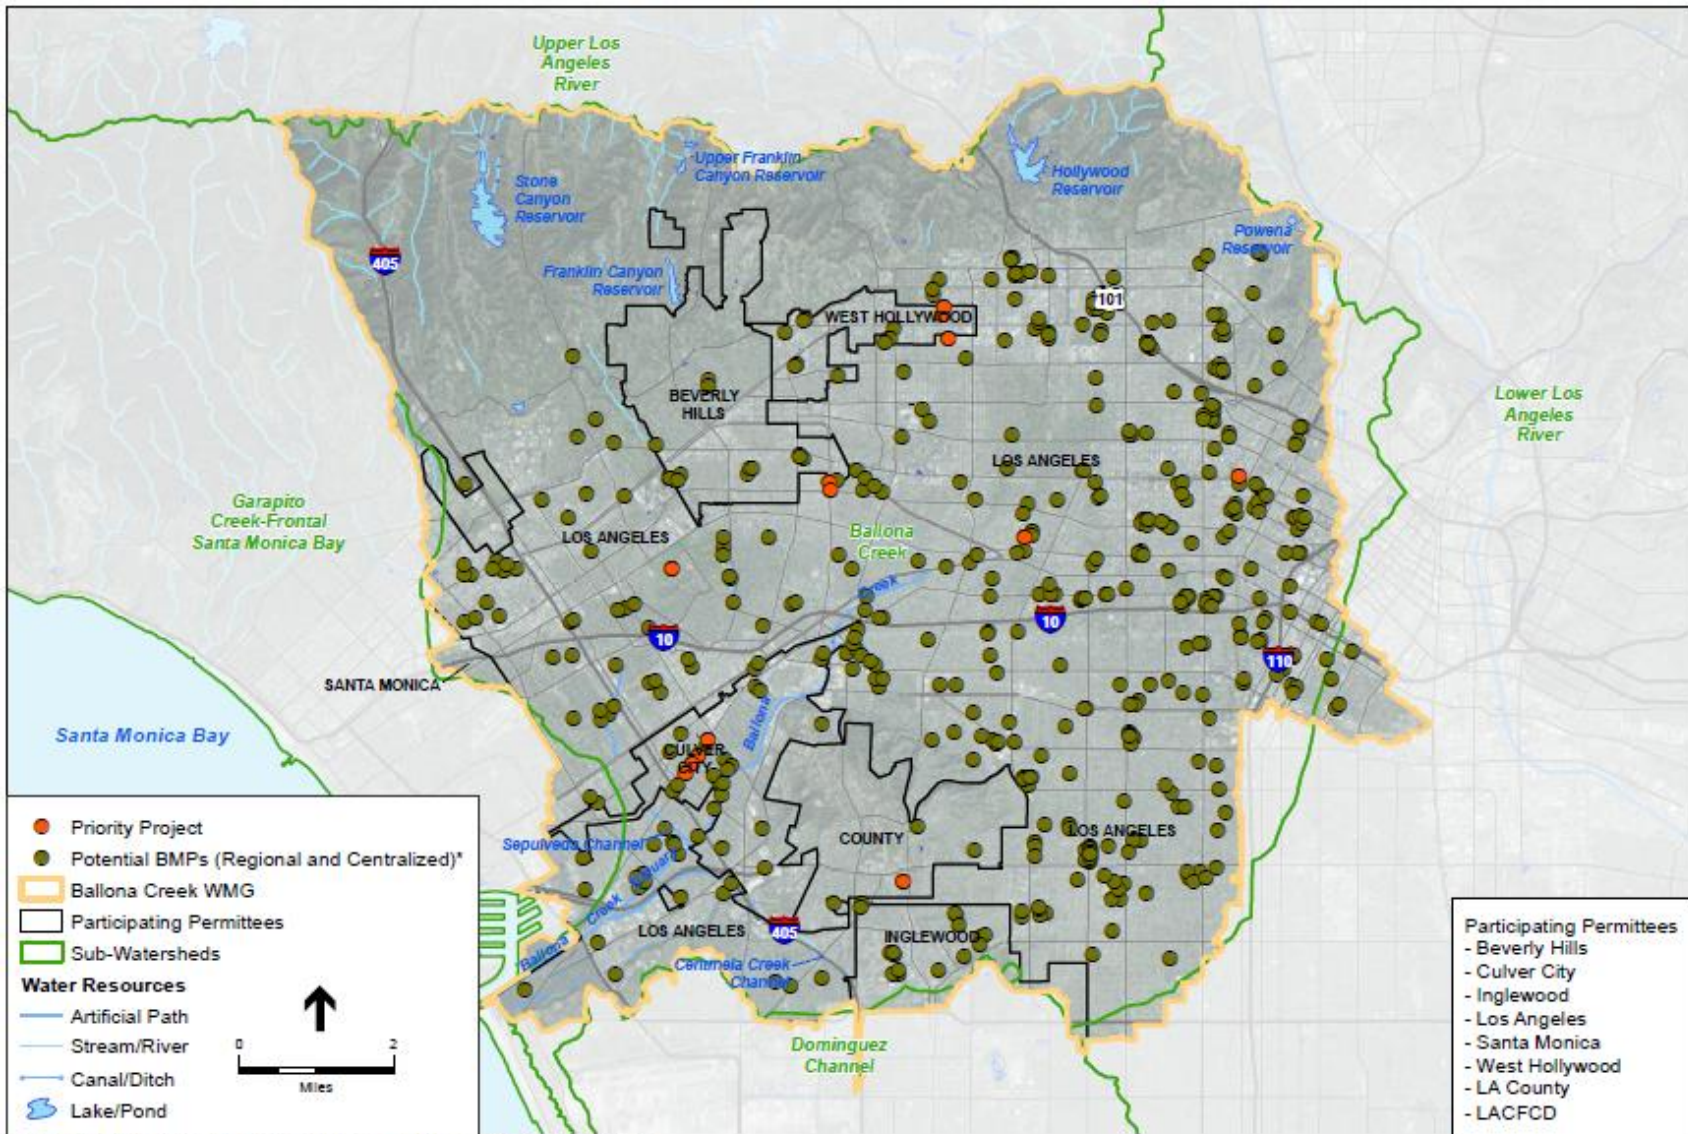 Upper Los
Angeles
River
Upper Franklin
Canyon Reservoir
Stone
Canyon
Reservoir
Hollywood
Reservoir
Powena
Reservoir
405
Franklin Canyon
Reservoir
101
WEST HOLLYWOOD
BEVERLY
HILLS
Lower Los
Angeles
River
LOS ANGELES
Garapito
Creek-Frontal
Santa Monica Bay
LOS ANGELES
Ballona
Creek
Creek
10
10
110
SANTA MONICA
Santa Monica Bay
Ballona
CULVER
CITY
Priority Project
Potential BMPs (Regional and Centralized)*
Ballona Creek WMG
Participating Permittees
Sub-Watersheds
Water Resources
Artificial Path
Stream/River
Canal/Ditch
Lake/Pond
0 2
Miles
Sepulveda Channel
COUNTY
LOS ANGELES
Ballona Creek Estuary
LOS ANGELES
405
INGLEWOOD
Centinela Creek
Channel
Dominguez
Channel
Participating Permittees
- Beverly Hills
- Culver City
- Inglewood
- Los Angeles
- Santa Monica
- West Hollywood
- LA County
- LACFCD